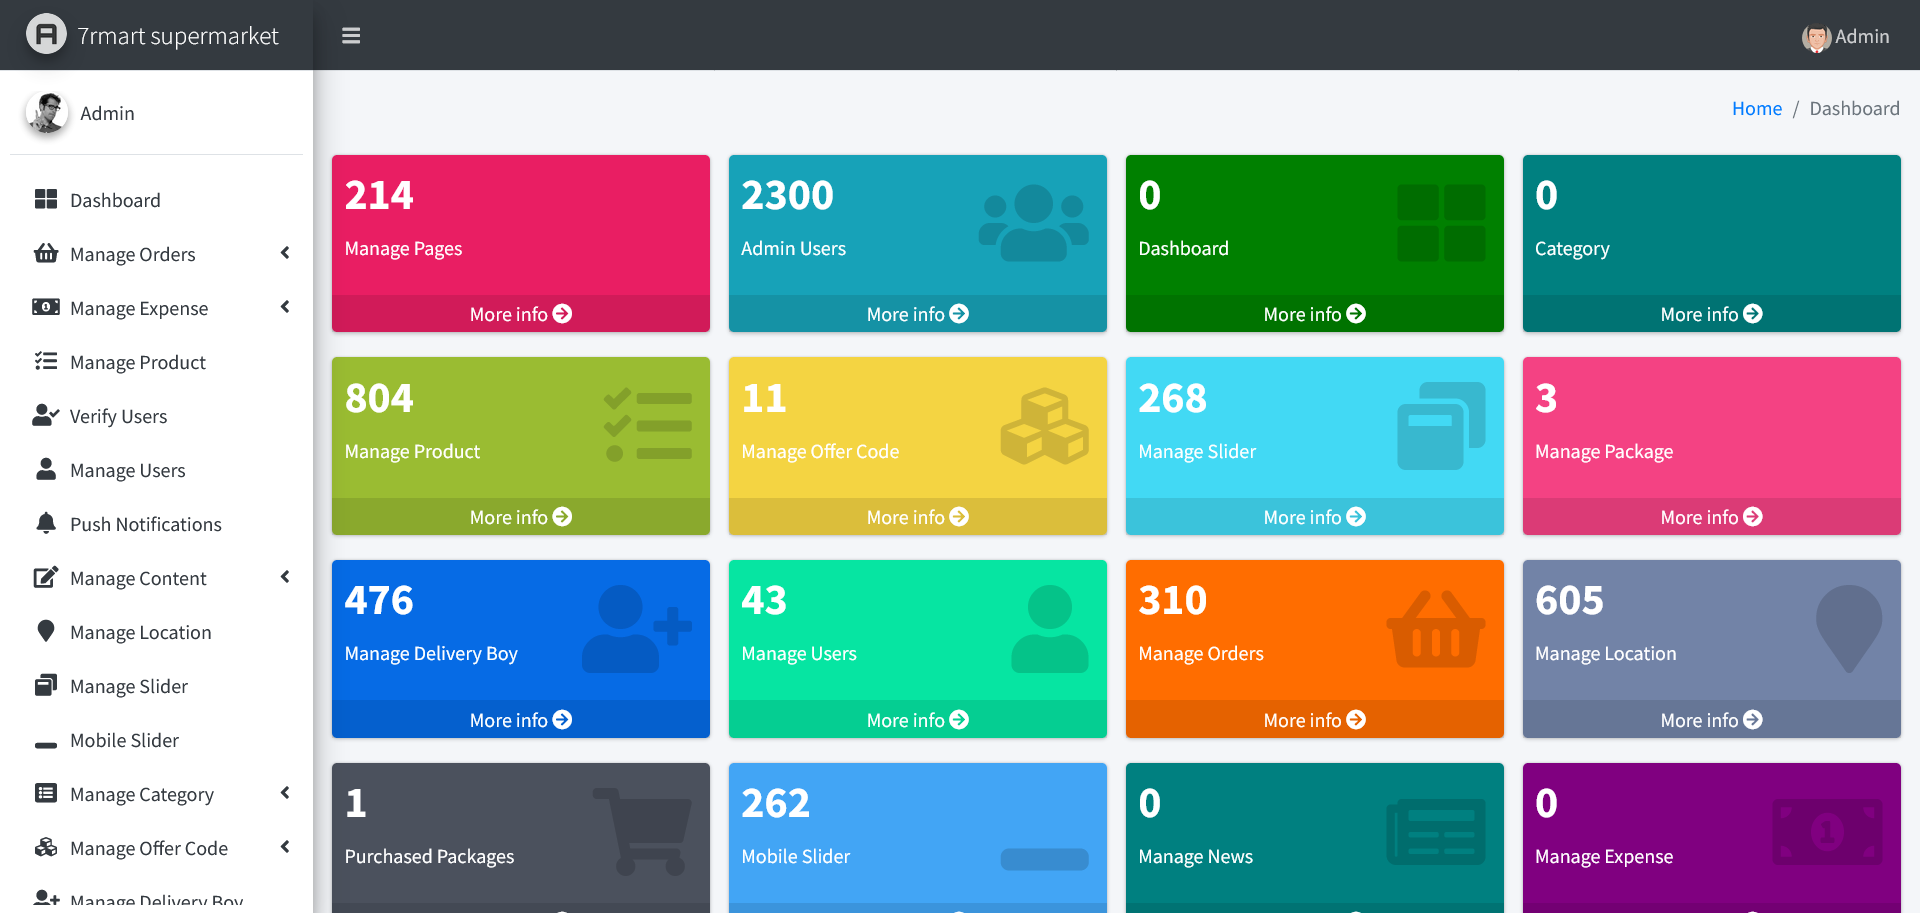 7rmart supermarket
Admin
Admin
Home / Dashboard
Dashboard
Manage Orders
Manage Expense
Manage Product
Verify Users
Manage Users
Push Notifications
Manage Content
Manage Location
Manage Slider
Mobile Slider
Manage Category
Manage Offer Code
Manage Delivery Boy
214
Manage Pages
More info
2300
Admin Users
More info
0
Dashboard
More info
0
Category
More info
804
Manage Product
More info
11
Manage Offer Code
More info
268
Manage Slider
More info
3
Manage Package
More info
476
Manage Delivery Boy
More info
43
Manage Users
More info
310
Manage Orders
More info
605
Manage Location
More info
1
Purchased Packages
262
Mobile Slider
0
Manage News
0
Manage Expense